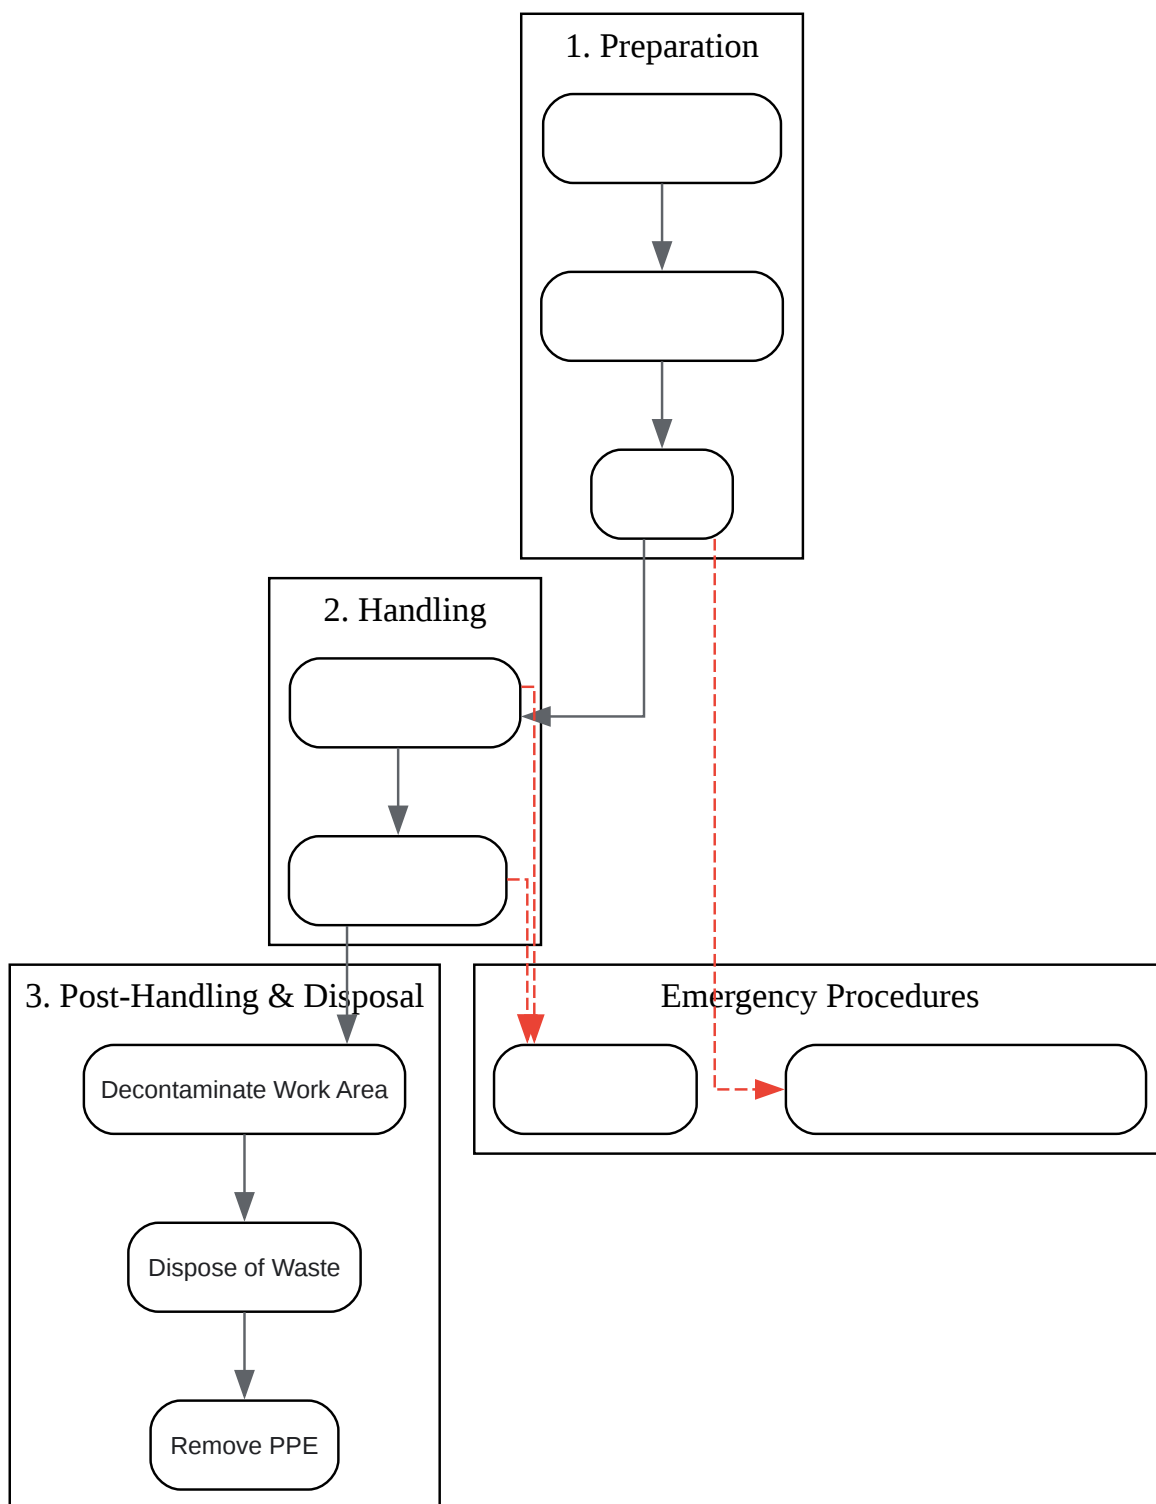 1. Preparation
2. Handling
3. Post-Handling & Disposal
Emergency Procedures
Decontaminate Work Area
Dispose of Waste
Remove PPE